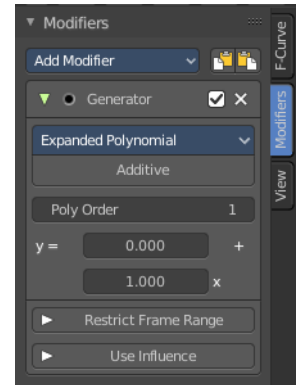 Modifiers
Add Modifier
Generator
Expanded Polynomial
Additive
Poly Order 1
y = 0.000 +
1.000 x
Restrict Frame Range
Use Influence
F-Curve
Modifiers
View